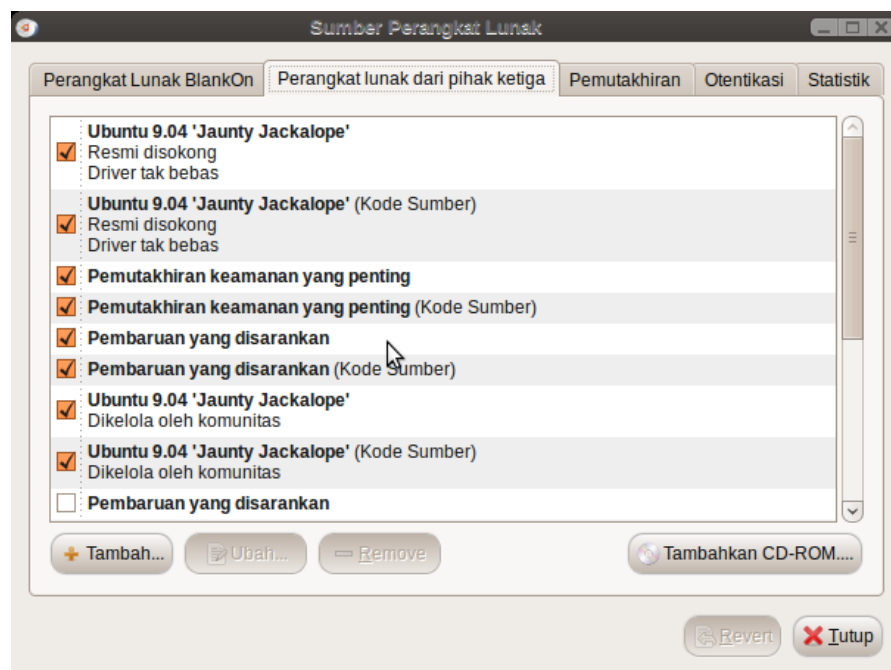 Sumber Perangkat Lunak
Perangkat Lunak BlankOn
Perangkat lunak dari pihak ketiga
Pemutakhiran
Otentikasi
Statistik
Ubuntu 9.04 'Jaunty Jackalope'
Resmi disokong
Driver tak bebas
Ubuntu 9.04 'Jaunty Jackalope' (Kode Sumber)
Resmi disokong
Driver tak bebas
Pemutakhiran keamanan yang penting
Pemutakhiran keamanan yang penting (Kode Sumber)
Pembaruan yang disarankan
Pembaruan yang disarankan (Kode Sumber)
Ubuntu 9.04 'Jaunty Jackalope'
Dikelola oleh komunitas
Ubuntu 9.04 'Jaunty Jackalope' (Kode Sumber)
Dikelola oleh komunitas
Pembaruan yang disarankan
Tambah...
Ubah...
Remove
Tambahkan CD-ROM....
Revert
Tutup